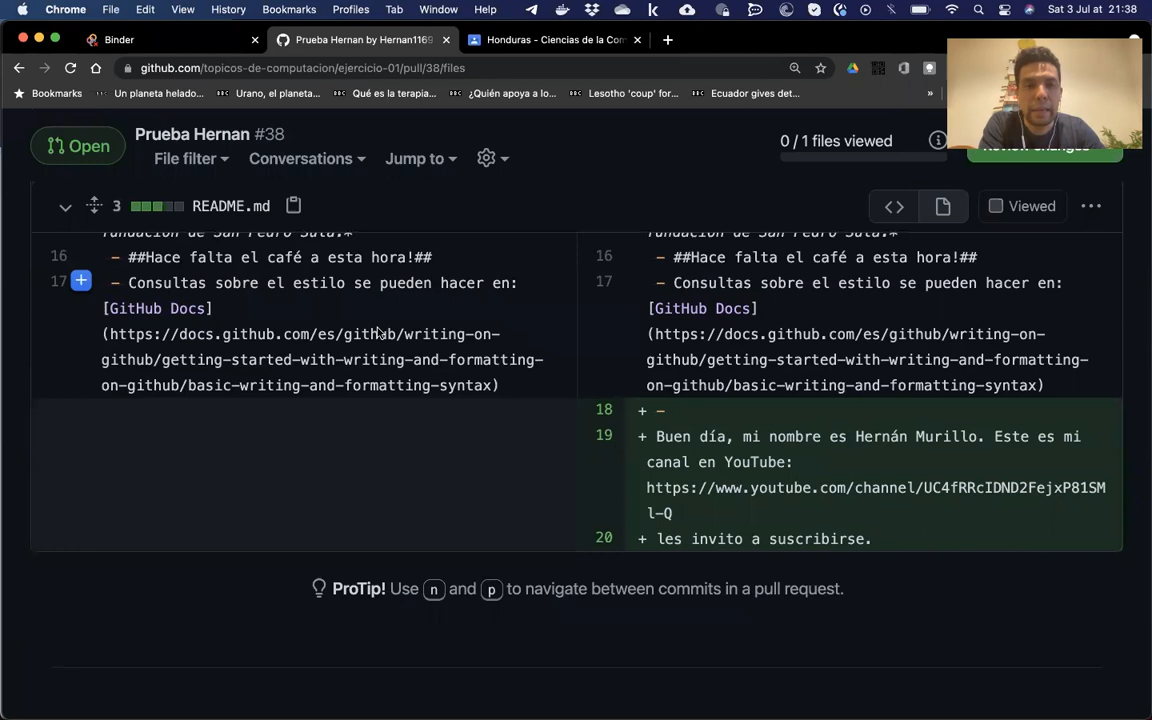 Chrome File Edit View History Bookmarks Profiles Tab Window Help Sat 3 Jul at 21:38
Binder Prueba Hernan by Hernan1169 Honduras - Ciencias de la Com
github.com/topicos-de-computacion/ejercicio-01/pull/38/files
Bookmarks Un planeta helado... Urano, el planeta... Qué es la terapia... ¿Quién apoya a lo... Lesotho 'coup' for... Ecuador gives det... »
Open
Prueba Hernan #38
File filter Conversations Jump to
0 / 1 files viewed
3 README.md
Viewed
16 - ##Hace falta el café a esta hora!##
17 - Consultas sobre el estilo se pueden hacer en:
[GitHub Docs]
(https://docs.github.com/es/github/writing-on-
github/getting-started-with-writing-and-formatting-
on-github/basic-writing-and-formatting-syntax)
16 - ##Hace falta el café a esta hora!##
17 - Consultas sobre el estilo se pueden hacer en:
[GitHub Docs]
(https://docs.github.com/es/github/writing-on-
github/getting-started-with-writing-and-formatting-
on-github/basic-writing-and-formatting-syntax)
18 + -
19 + Buen día, mi nombre es Hernán Murillo. Este es mi
canal en YouTube:
https://www.youtube.com/channel/UC4fRRcIDND2FejxP81SM
l-Q
20 + les invito a suscribirse.
ProTip! Use n and p to navigate between commits in a pull request.